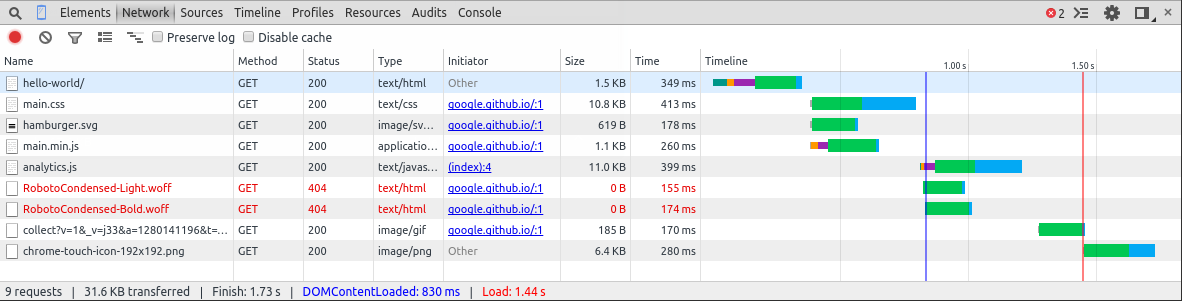 Elements Network Sources Timeline Profiles Resources Audits Console 2
Preserve log Disable cache
Name Method Status Type Initiator Size Time Timeline
1.00 s 1.50 s
hello-world/ GET 200 text/html Other 1.5 KB 349 ms
main.css GET 200 text/css google.github.io/:1 10.8 KB 413 ms
hamburger.svg GET 200 image/sv... google.github.io/:1 619 B 178 ms
main.min.js GET 200 applicatio... google.github.io/:1 1.1 KB 260 ms
analytics.js GET 200 text/javas... (index):4 11.0 KB 399 ms
RobotoCondensed-Light.woff GET 404 text/html google.github.io/:1 0 B 155 ms
RobotoCondensed-Bold.woff GET 404 text/html google.github.io/:1 0 B 174 ms
collect?v=1&_v=j33&a=1280141196&t=... GET 200 image/gif google.github.io/:1 185 B 170 ms
chrome-touch-icon-192x192.png GET 200 image/png Other 6.4 KB 280 ms
9 requests | 31.6 KB transferred | Finish: 1.73 s | DOMContentLoaded: 830 ms | Load: 1.44 s